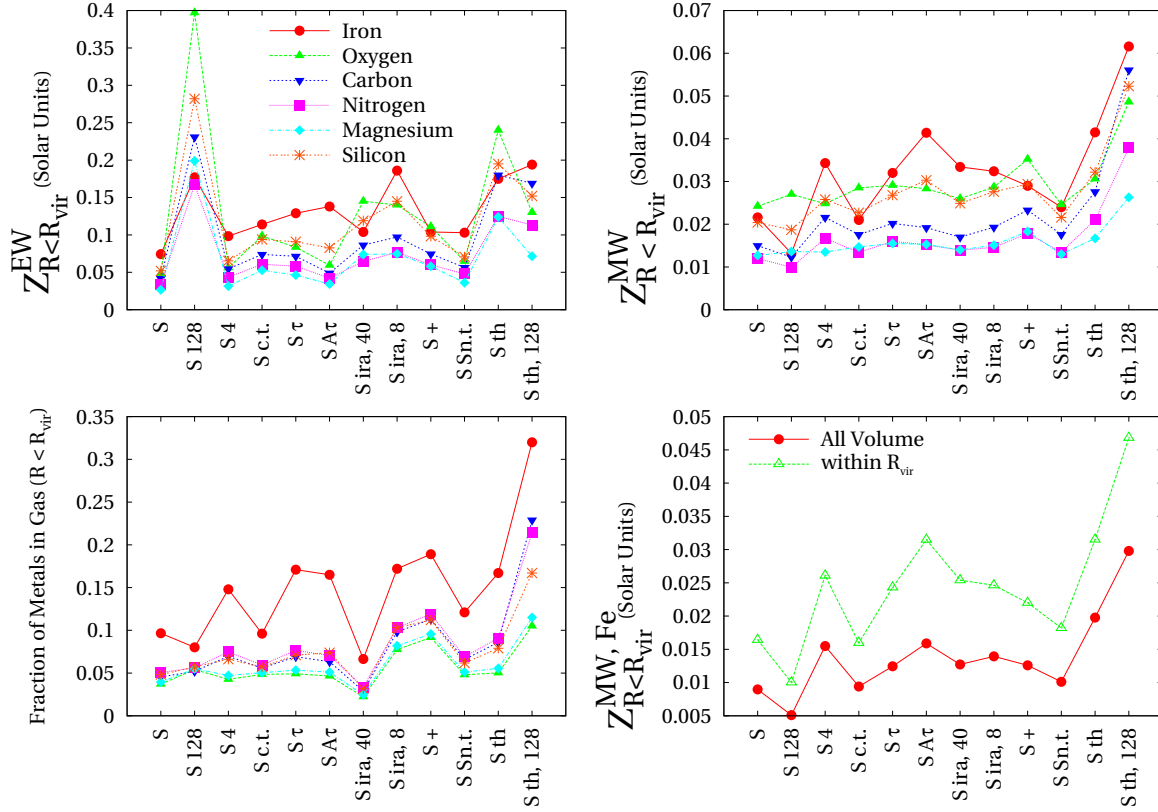 0.4
0.35
0.3
0.25
0.2
0.15
0.1
0.05
0
Z^EW_R<R_vir (Solar Units)
Iron
Oxygen
Carbon
Nitrogen
Magnesium
Silicon
S
S 128
S 4
S c.t.
S τ
S Aτ
S ira, 40
S ira, 8
S +
S Sn.t.
S th
S th, 128
0.07
0.06
0.05
0.04
0.03
0.02
0.01
0
Z^MW_R < R_vir (Solar Units)
S
S 128
S 4
S c.t.
S τ
S Aτ
S ira, 40
S ira, 8
S +
S Sn.t.
S th
S th, 128
0.35
0.3
0.25
0.2
0.15
0.1
0.05
0
Fraction of Metals in Gas (R < R_vir)
S
S 128
S 4
S c.t.
S τ
S Aτ
S ira, 40
S ira, 8
S +
S Sn.t.
S th
S th, 128
0.05
0.045
0.04
0.035
0.03
0.025
0.02
0.015
0.01
0.005
Z^MW, Fe_R<R_vir (Solar Units)
All Volume
within R_vir
S
S 128
S 4
S c.t.
S τ
S Aτ
S ira, 40
S ira, 8
S +
S Sn.t.
S th
S th, 128